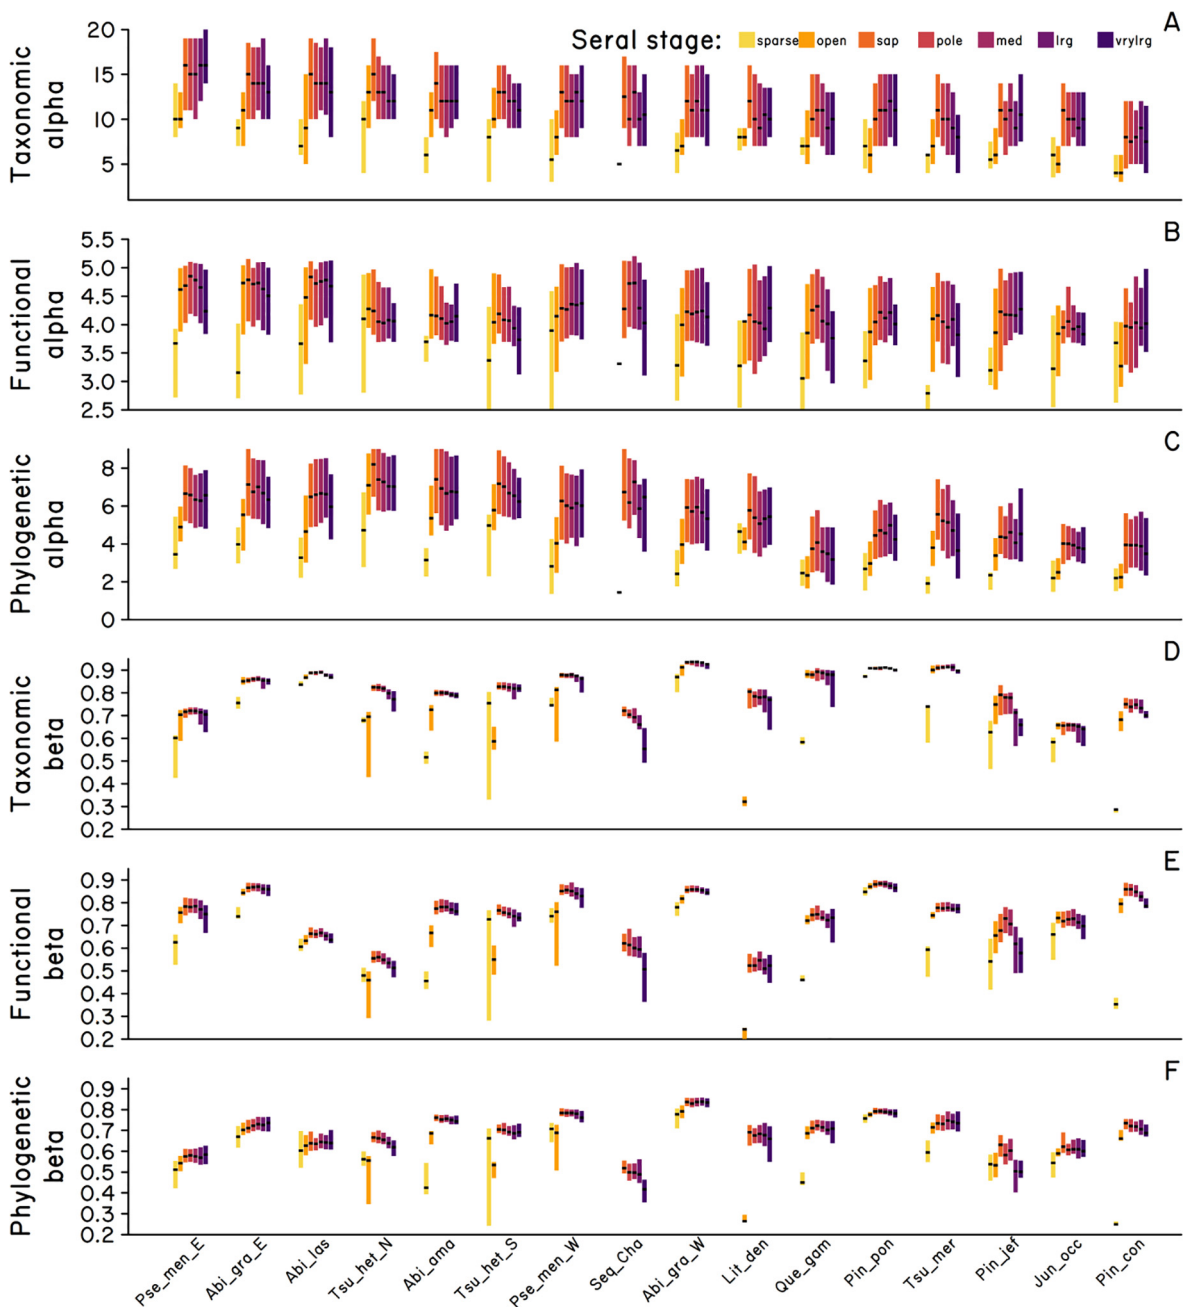 A
Seral stage: sparse open sap pole med lrg vrylrg
Taxonomic
alpha
20
15
10
5
B
Functional
alpha
5.5
5.0
4.5
4.0
3.5
3.0
2.5
C
Phylogenetic
alpha
8
6
4
2
0
D
Taxonomic
beta
0.9
0.8
0.7
0.6
0.5
0.4
0.3
0.2
E
Functional
beta
0.9
0.8
0.7
0.6
0.5
0.4
0.3
0.2
F
Phylogenetic
beta
0.9
0.8
0.7
0.6
0.5
0.4
0.3
0.2
Pse_men_E
Abi_gra_E
Abi_las
Tsu_het_N
Abi_ama
Tsu_het_S
Pse_men_W
Seq_Cha
Abi_gra_W
Lit_den
Que_gam
Pin_pon
Tsu_mer
Pin_jef
Jun_occ
Pin_con